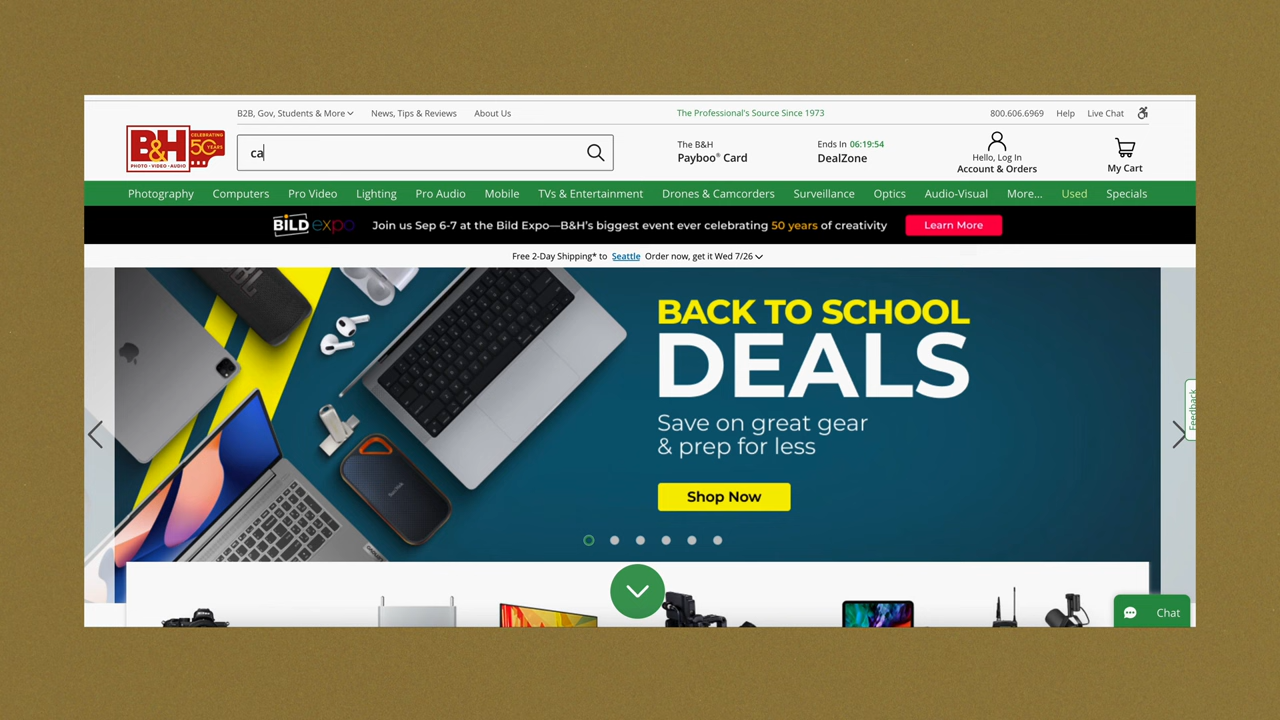 B2B, Gov, Students & More
News, Tips & Reviews
About Us
The Professional's Source Since 1973
800.606.6969
Help
Live Chat
B&H
PHOTO • VIDEO • AUDIO
CELEBRATING
50
YEARS
ca
The B&H
Payboo® Card
Ends In 06:19:54
DealZone
Hello, Log In
Account & Orders
My Cart
Photography
Computers
Pro Video
Lighting
Pro Audio
Mobile
TVs & Entertainment
Drones & Camcorders
Surveillance
Optics
Audio-Visual
More...
Used
Specials
BILD expo
Join us Sep 6-7 at the Bild Expo—B&H's biggest event ever celebrating 50 years of creativity
Learn More
Free 2-Day Shipping* to Seattle Order now, get it Wed 7/26
JBL
BACK TO SCHOOL
DEALS
Save on great gear
& prep for less
Shop Now
SanDisk
Feedback
Chat